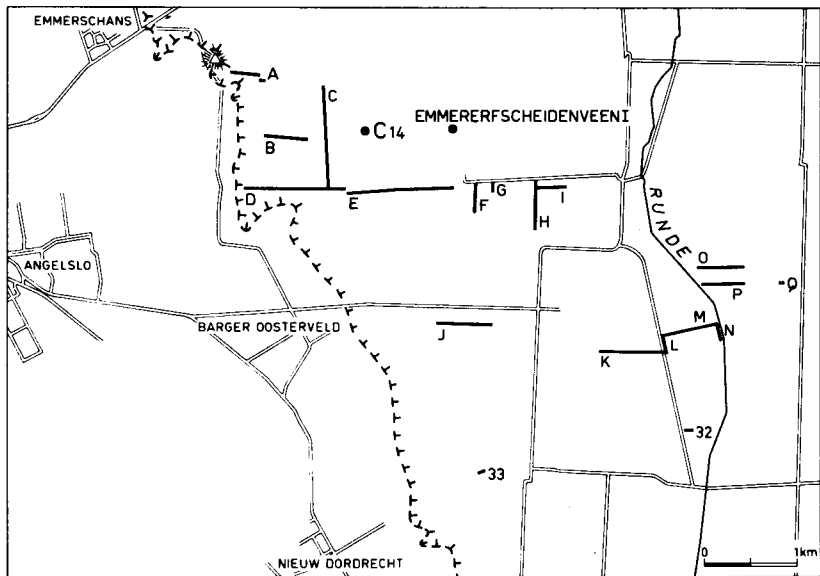 EMMERSCHANS
A
C
C14
EMMERERFSCHEIDENVEEN I
B
D
E
F
G
H
I
RUNDE
O
P
Q
ANGELSLO
BARGER OOSTERVELD
J
M
N
L
K
32
33
NIEUW DORDRECHT
0 1km